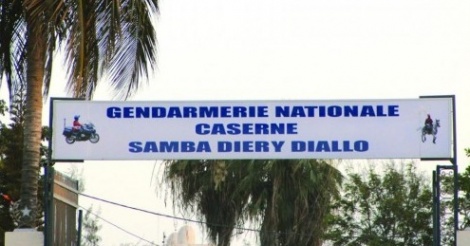 GENDARMERIE NATIONALE
CASERNE
SAMBA DIERY DIALLO